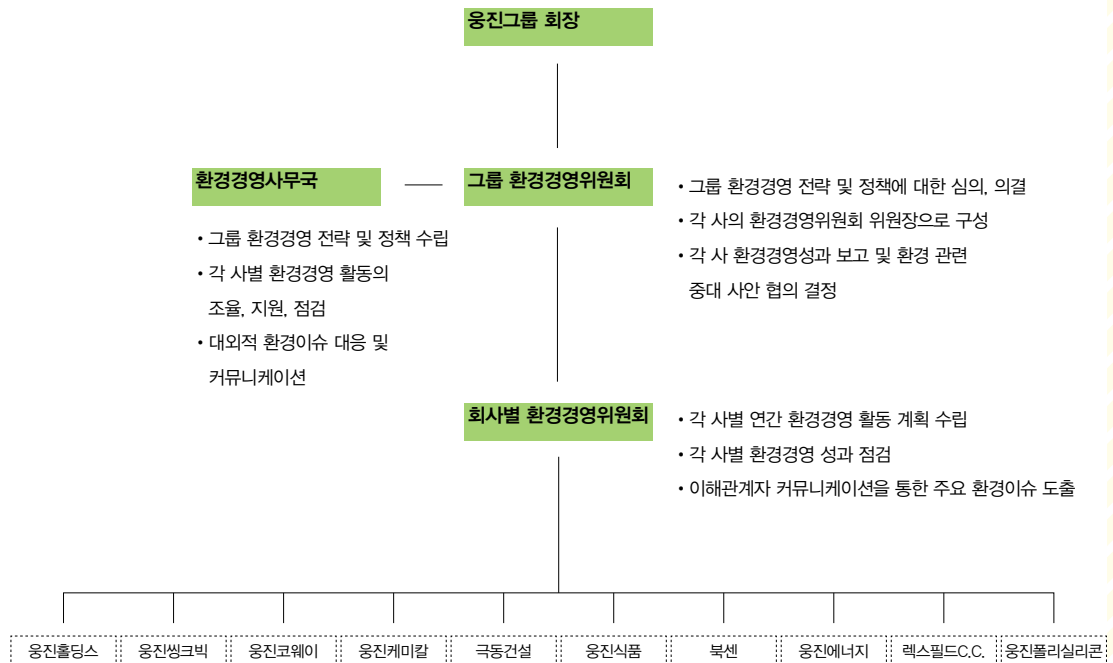 웅진그룹 회장
환경경영사무국
• 그룹 환경경영 전략 및 정책 수립
• 각 사별 환경경영 활동의
조율, 지원, 점검
• 대외적 환경이슈 대응 및
커뮤니케이션
그룹 환경경영위원회
• 그룹 환경경영 전략 및 정책에 대한 심의, 의결
• 각 사의 환경경영위원회 위원장으로 구성
• 각 사 환경경영성과 보고 및 환경 관련
중대 사안 협의 결정
회사별 환경경영위원회
• 각 사별 연간 환경경영 활동 계획 수립
• 각 사별 환경경영 성과 점검
• 이해관계자 커뮤니케이션을 통한 주요 환경이슈 도출
웅진홀딩스
웅진씽크빅
웅진코웨이
웅진케미칼
극동건설
웅진식품
북센
웅진에너지
렉스필드C.C.
웅진폴리실리콘